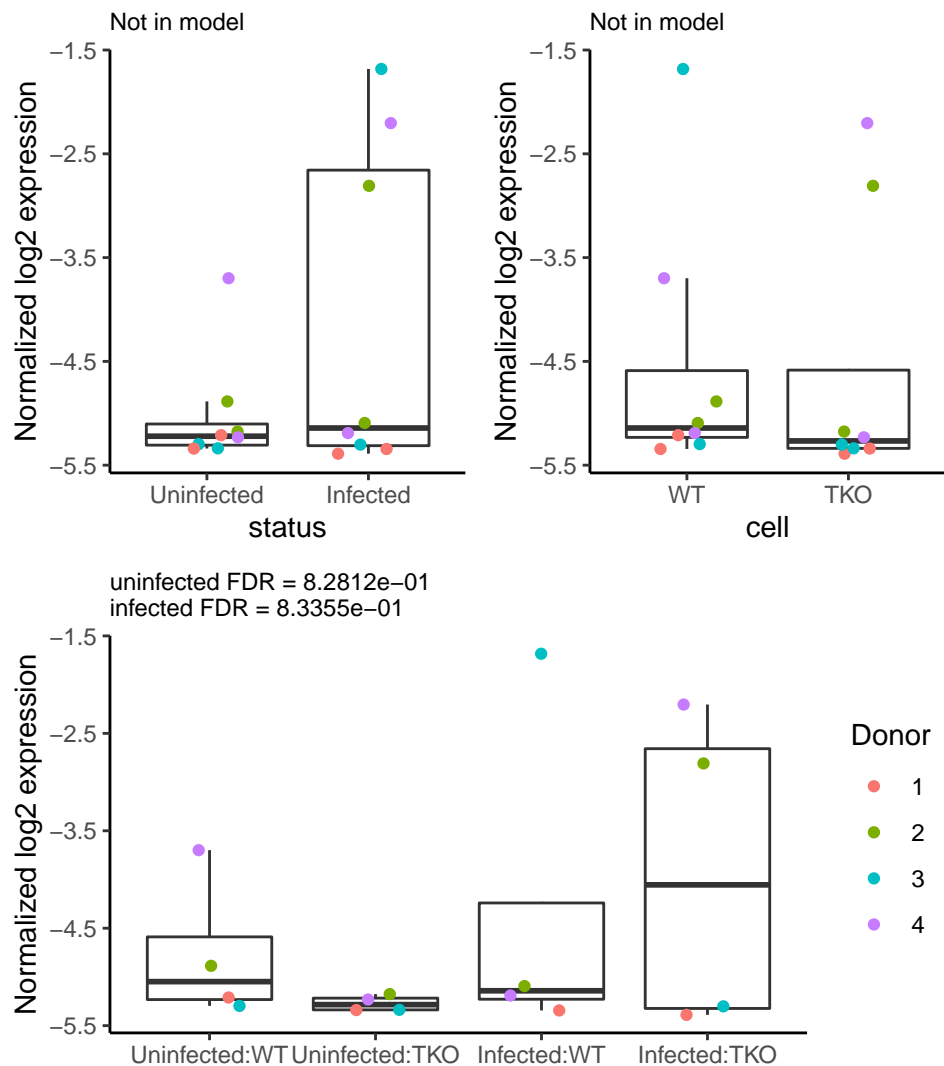 Not in model
Normalized log2 expression
−1.5
−2.5
−3.5
−4.5
−5.5
Uninfected
Infected
status
Not in model
Normalized log2 expression
−1.5
−2.5
−3.5
−4.5
−5.5
WT
TKO
cell
uninfected FDR = 8.2812e−01
infected FDR = 8.3355e−01
Normalized log2 expression
−1.5
−2.5
−3.5
−4.5
−5.5
Uninfected:WT
Uninfected:TKO
Infected:WT
Infected:TKO
Donor
1
2
3
4